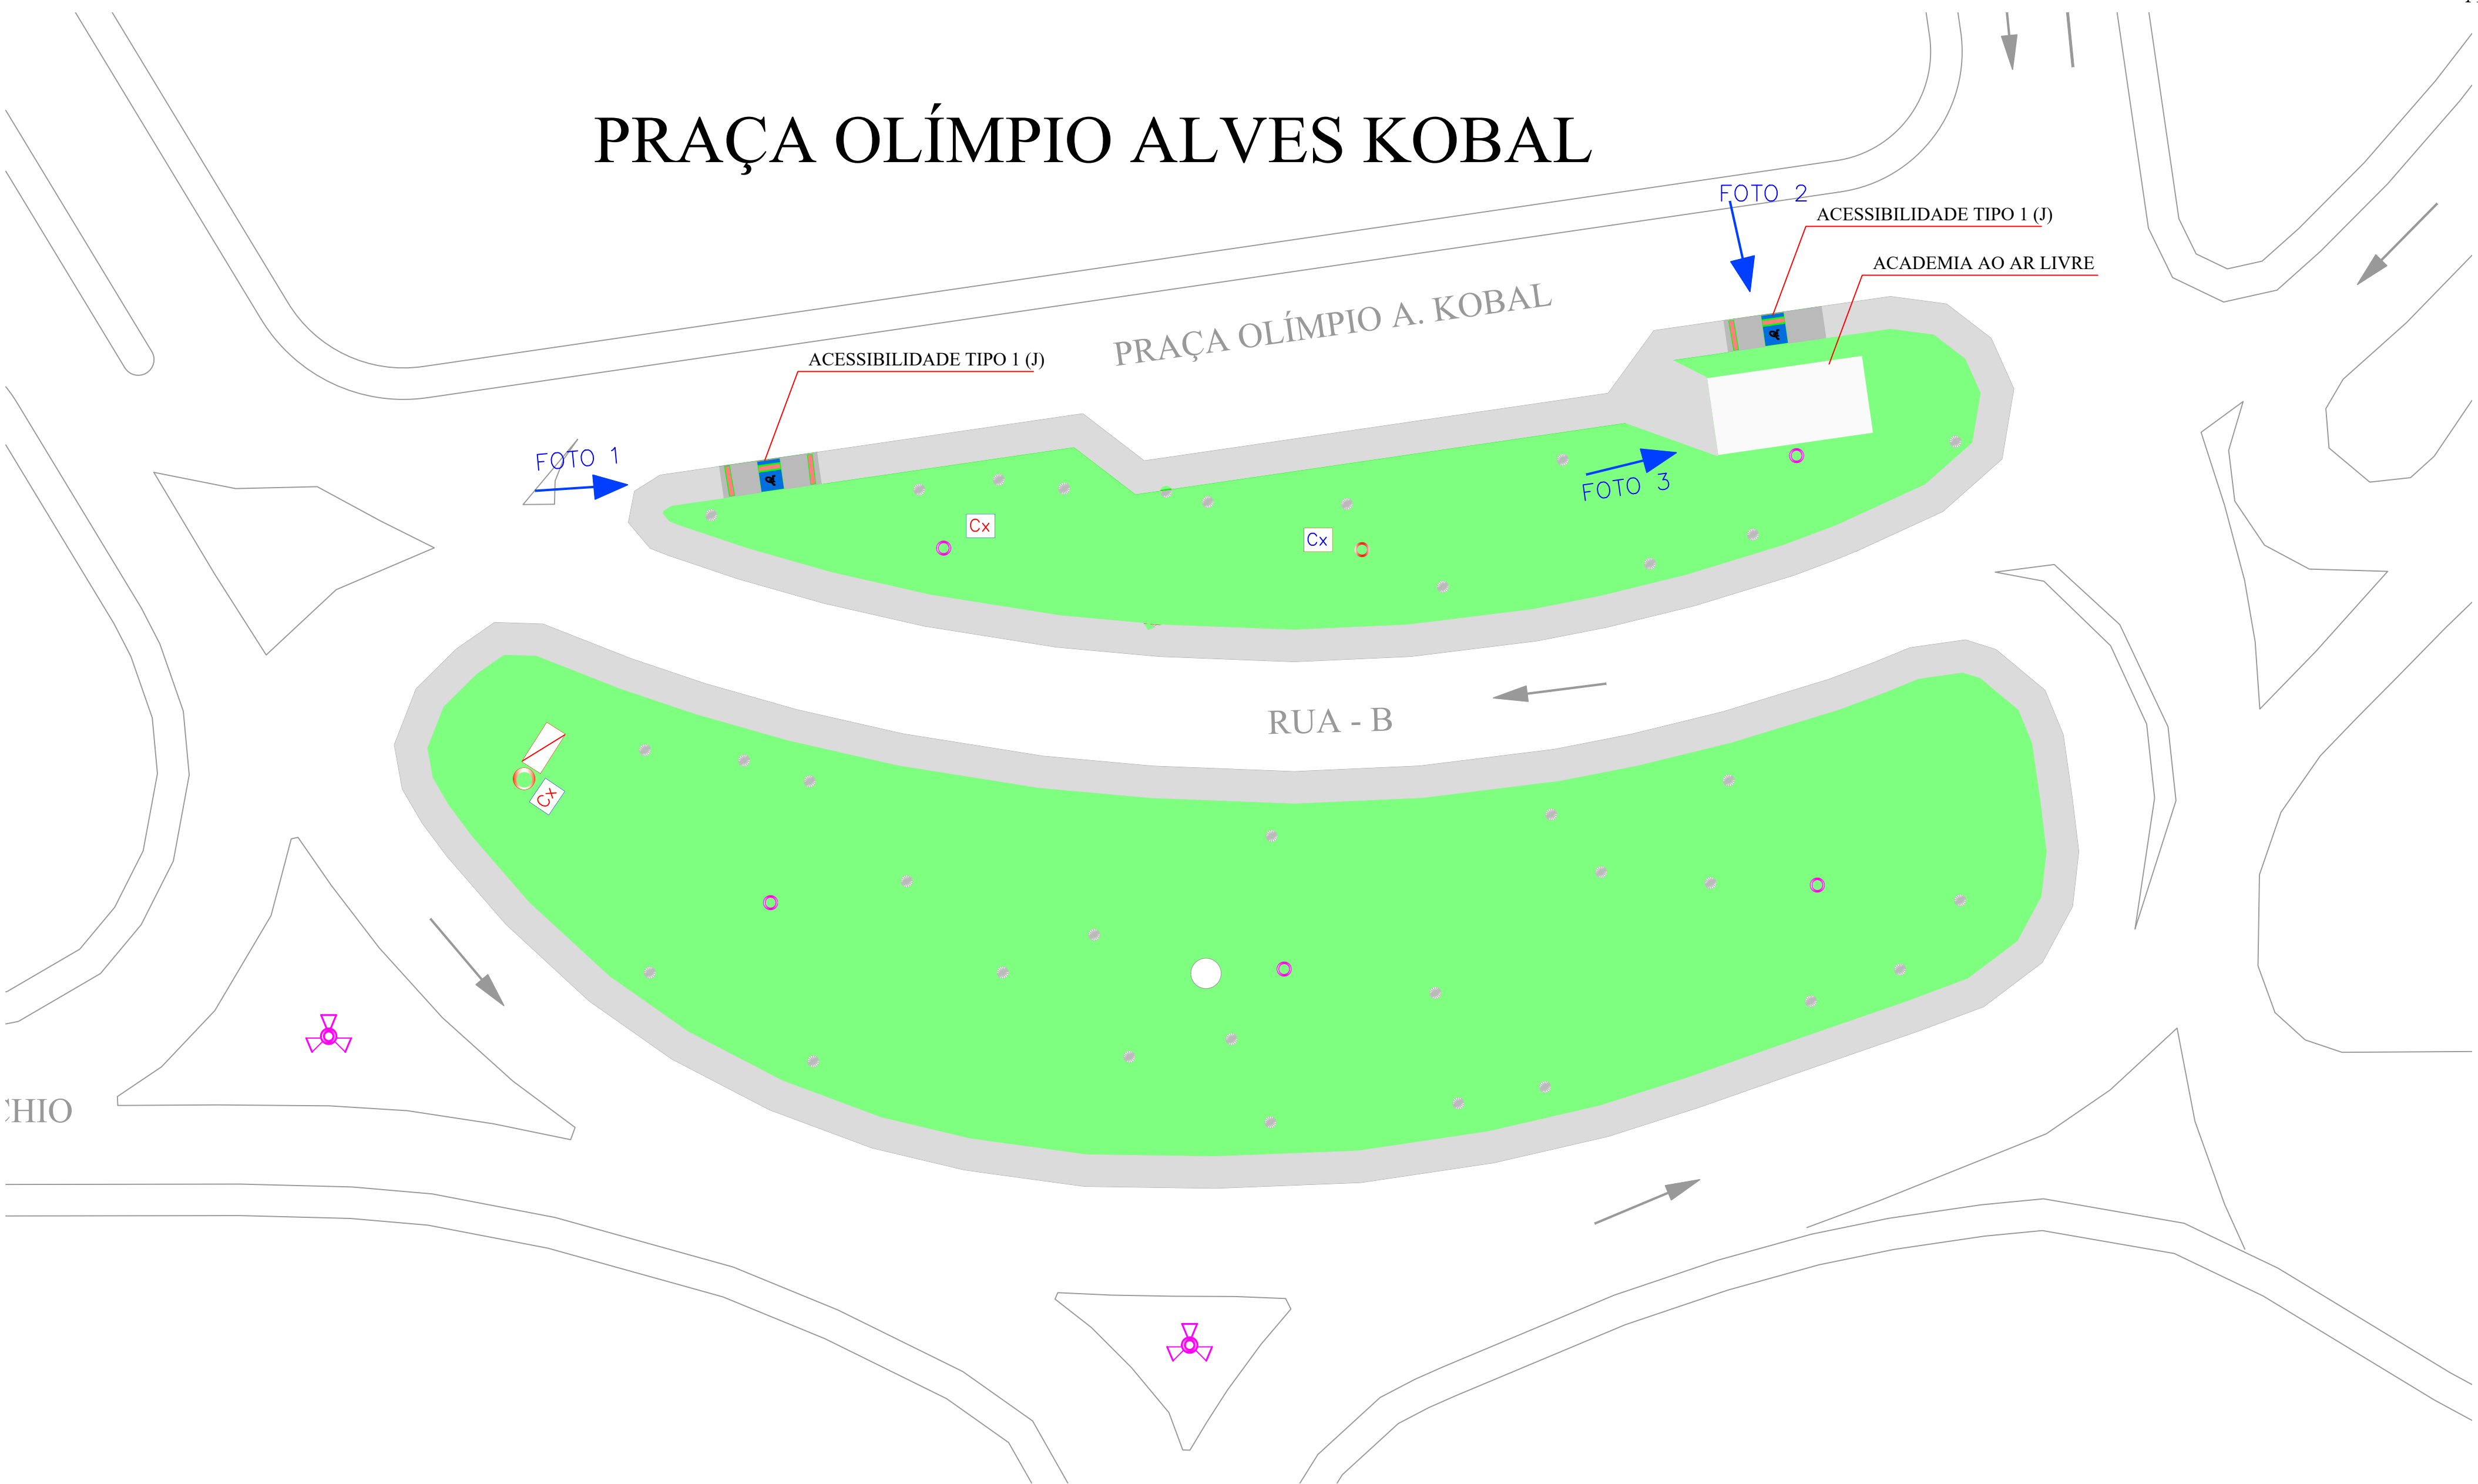 PRAÇA OLÍMPIO ALVES KOBAL
FOTO 2
ACESSIBILIDADE TIPO 1 (J)
ACADEMIA AO AR LIVRE
PRAÇA OLÍMPIO A. KOBAL
ACESSIBILIDADE TIPO 1 (J)
FOTO 1
FOTO 3
Cx
Cx
RUA - B
Cx
CHIO